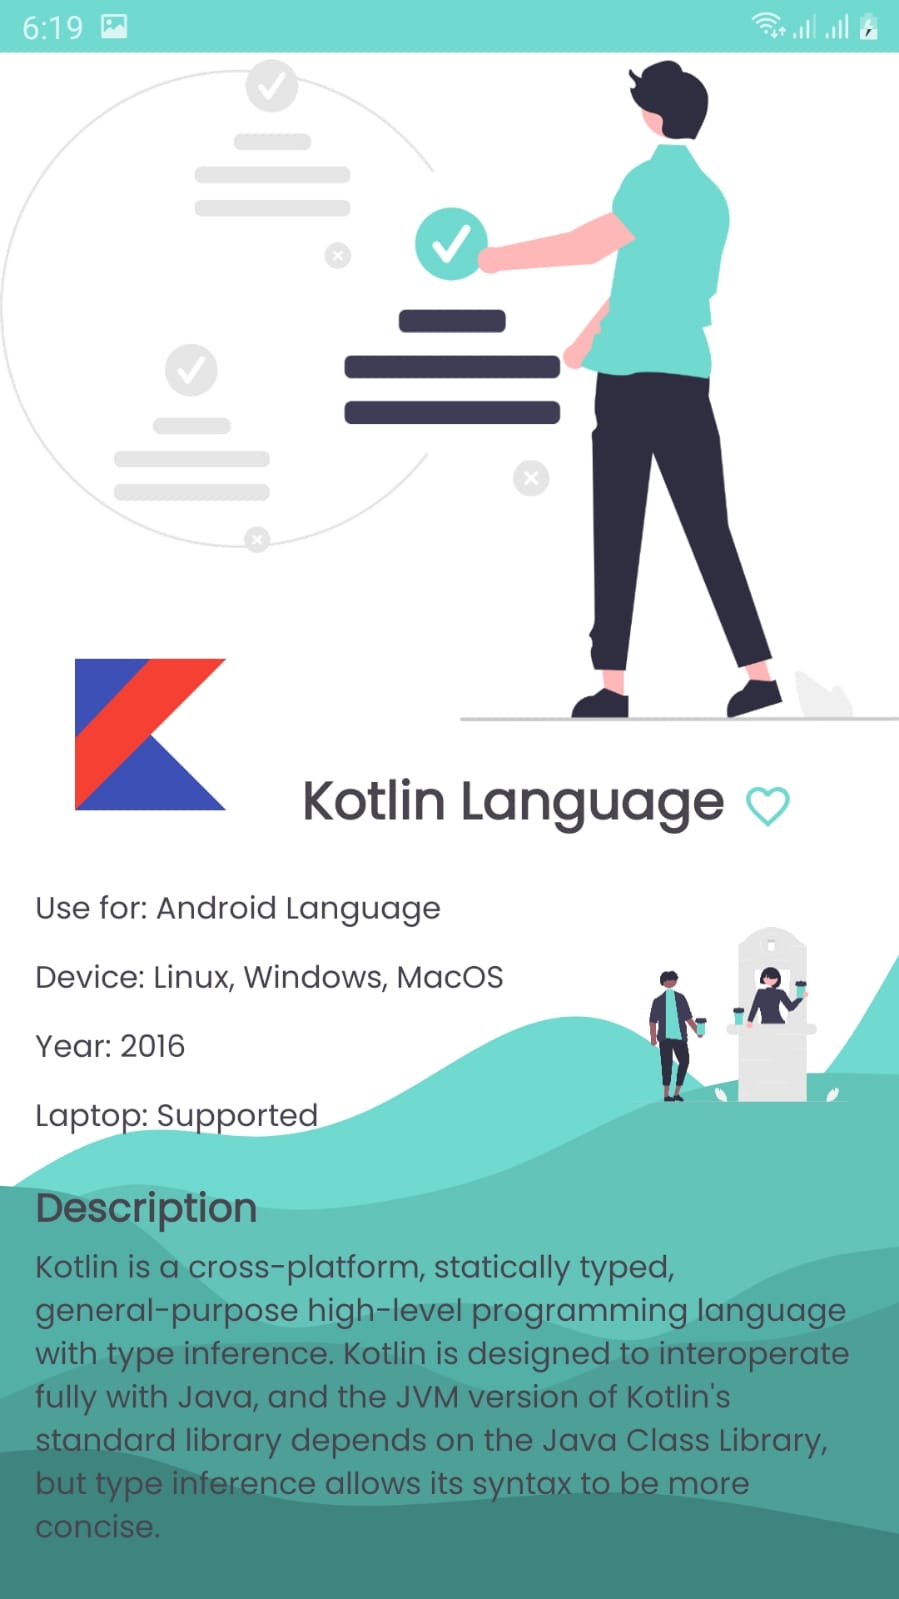 6:19
Kotlin Language
Use for: Android Language
Device: Linux, Windows, MacOS
Year: 2016
Laptop: Supported
Description
Kotlin is a cross-platform, statically typed,
general-purpose high-level programming language
with type inference. Kotlin is designed to interoperate
fully with Java, and the JVM version of Kotlin's
standard library depends on the Java Class Library,
but type inference allows its syntax to be more
concise.